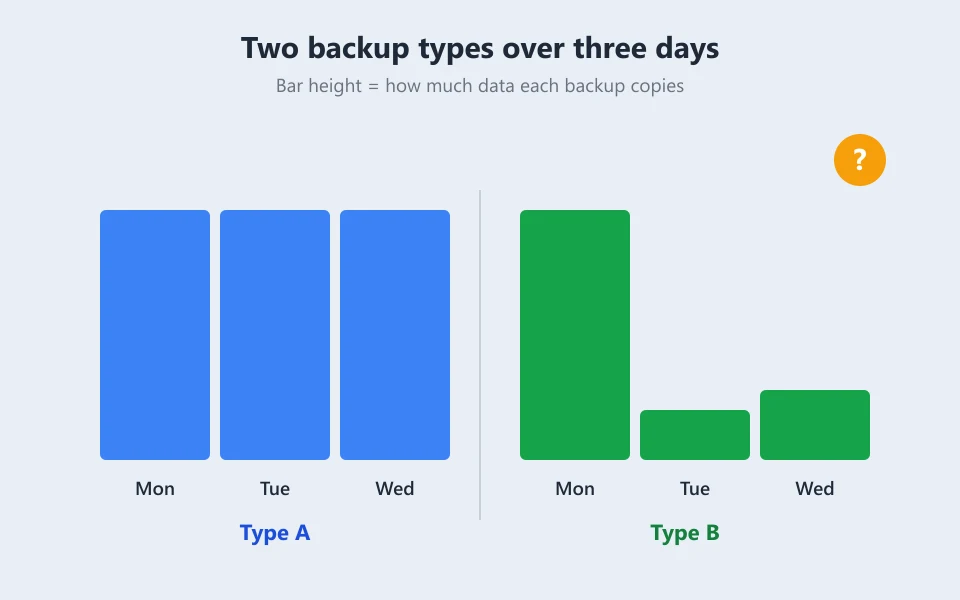 Two backup types over three days
Bar height = how much data each backup copies
?
Mon Tue Wed
Type A
Mon Tue Wed
Type B